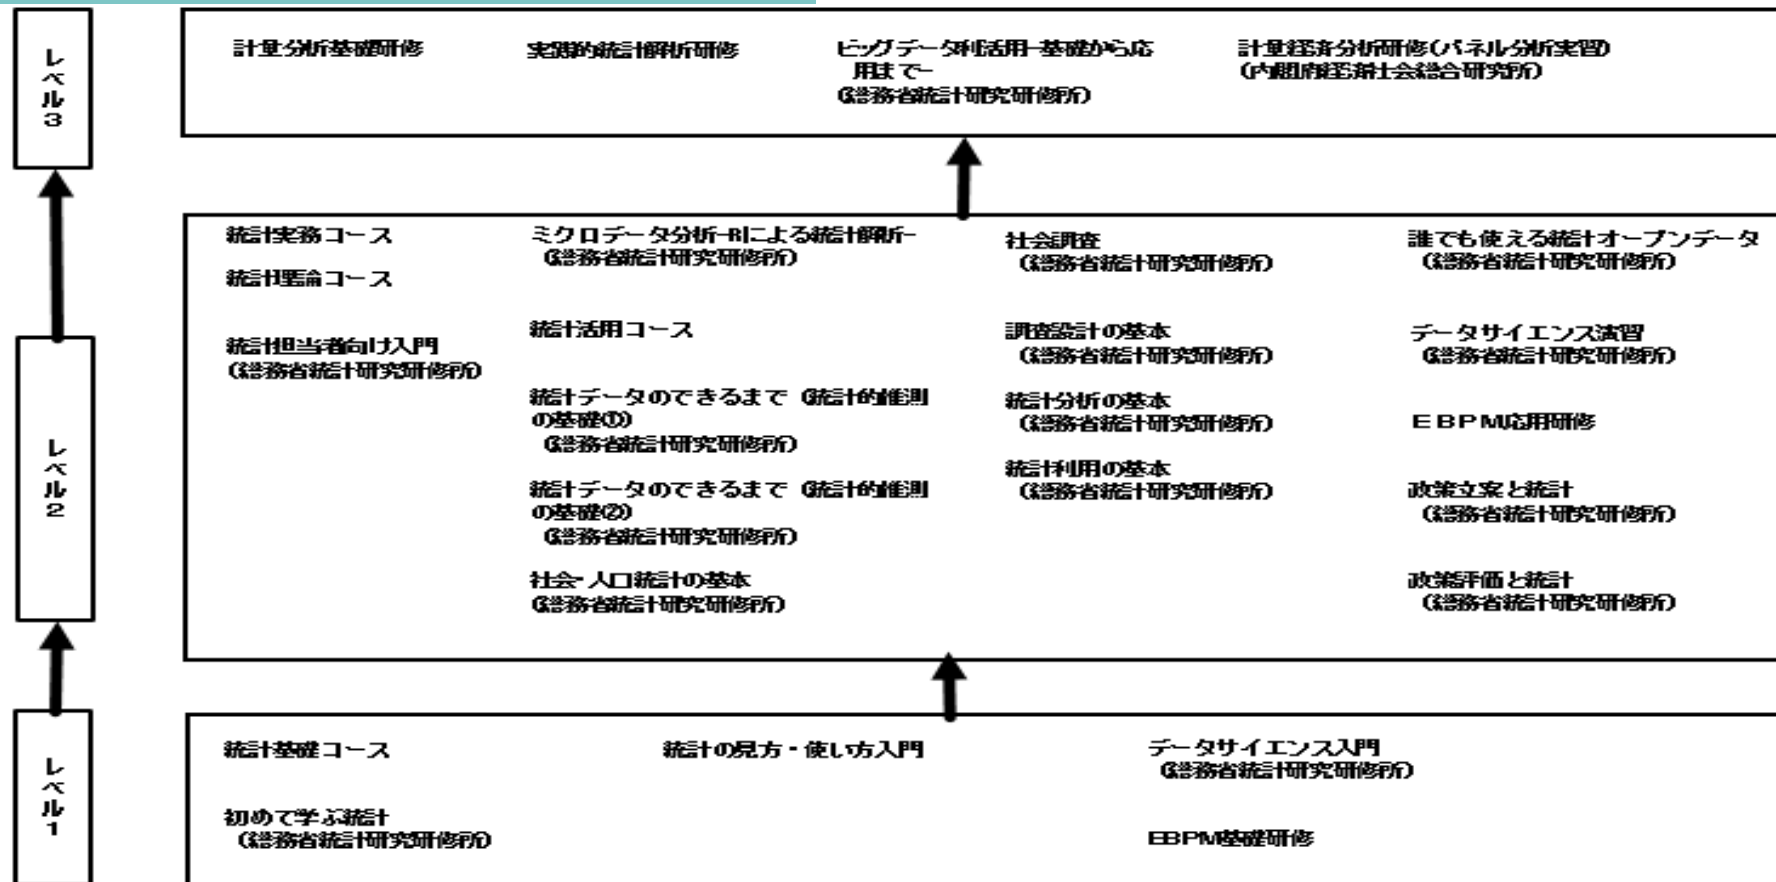 レベル3
計量分析基礎研修
実践的統計解析研修
ビッグデータ利活用-基礎から応
用まで-
(総務省統計研究研修所)
計量経済分析研修(パネル分析実習)
(内閣府経済社会総合研究所)
レベル2
統計実務コース
統計理論コース
統計担当者向け入門
(総務省統計研究研修所)
ミクロデータ分析-Rによる統計解析-
(総務省統計研究研修所)
統計活用コース
統計データのできるまで(統計的推測
の基礎①)
(総務省統計研究研修所)
統計データのできるまで(統計的推測
の基礎②)
(総務省統計研究研修所)
社会・人口統計の基本
(総務省統計研究研修所)
社会調査
(総務省統計研究研修所)
調査設計の基本
(総務省統計研究研修所)
統計分析の基本
(総務省統計研究研修所)
統計利用の基本
(総務省統計研究研修所)
誰でも使える統計オープンデータ
(総務省統計研究研修所)
データサイエンス演習
(総務省統計研究研修所)
EBPM応用研修
政策立案と統計
(総務省統計研究研修所)
政策評価と統計
(総務省統計研究研修所)
レベル1
統計基礎コース
初めて学ぶ統計
(総務省統計研究研修所)
統計の見方・使い方入門
データサイエンス入門
(総務省統計研究研修所)
EBPM基礎研修